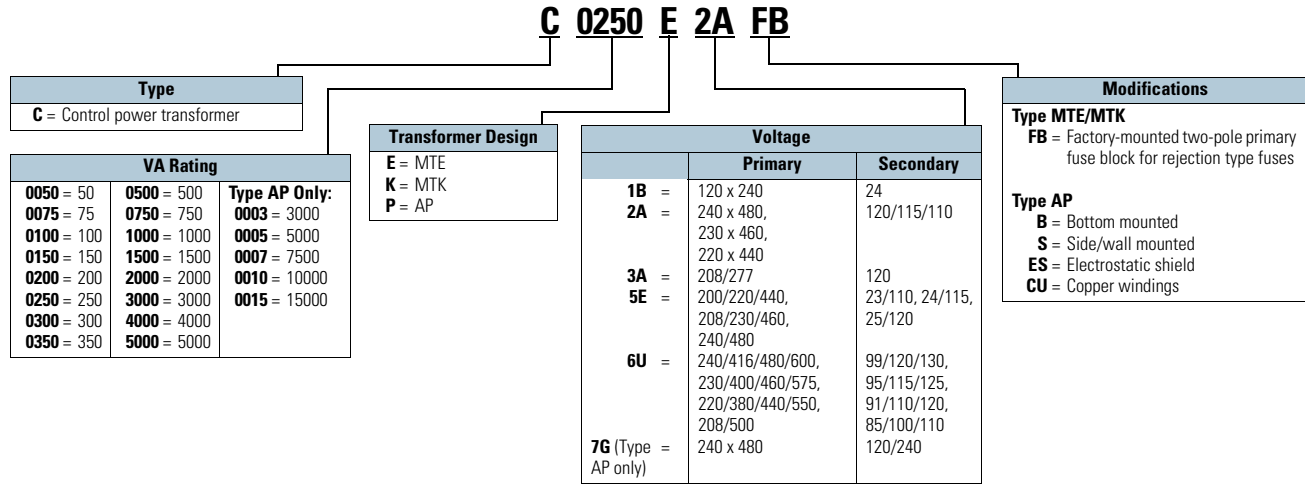 C 0250 E 2A FB
Type
C = Control power transformer
VA Rating
0050 = 50
0075 = 75
0100 = 100
0150 = 150
0200 = 200
0250 = 250
0300 = 300
0350 = 350
0500 = 500
0750 = 750
1000 = 1000
1500 = 1500
2000 = 2000
3000 = 3000
4000 = 4000
5000 = 5000
Type AP Only:
0003 = 3000
0005 = 5000
0007 = 7500
0010 = 10000
0015 = 15000
Transformer Design
E = MTE
K = MTK
P = AP
Voltage
Primary Secondary
1B = 120 x 240 24
2A = 240 x 480, 120/115/110
230 x 460,
220 x 440
3A = 208/277 120
5E = 200/220/440, 23/110, 24/115,
208/230/460, 25/120
240/480
6U = 240/416/480/600, 99/120/130,
230/400/460/575, 95/115/125,
220/380/440/550, 91/110/120,
208/500 85/100/110
7G (Type = 240 x 480 120/240
AP only)
Modifications
Type MTE/MTK
FB = Factory-mounted two-pole primary
fuse block for rejection type fuses
Type AP
B = Bottom mounted
S = Side/wall mounted
ES = Electrostatic shield
CU = Copper windings